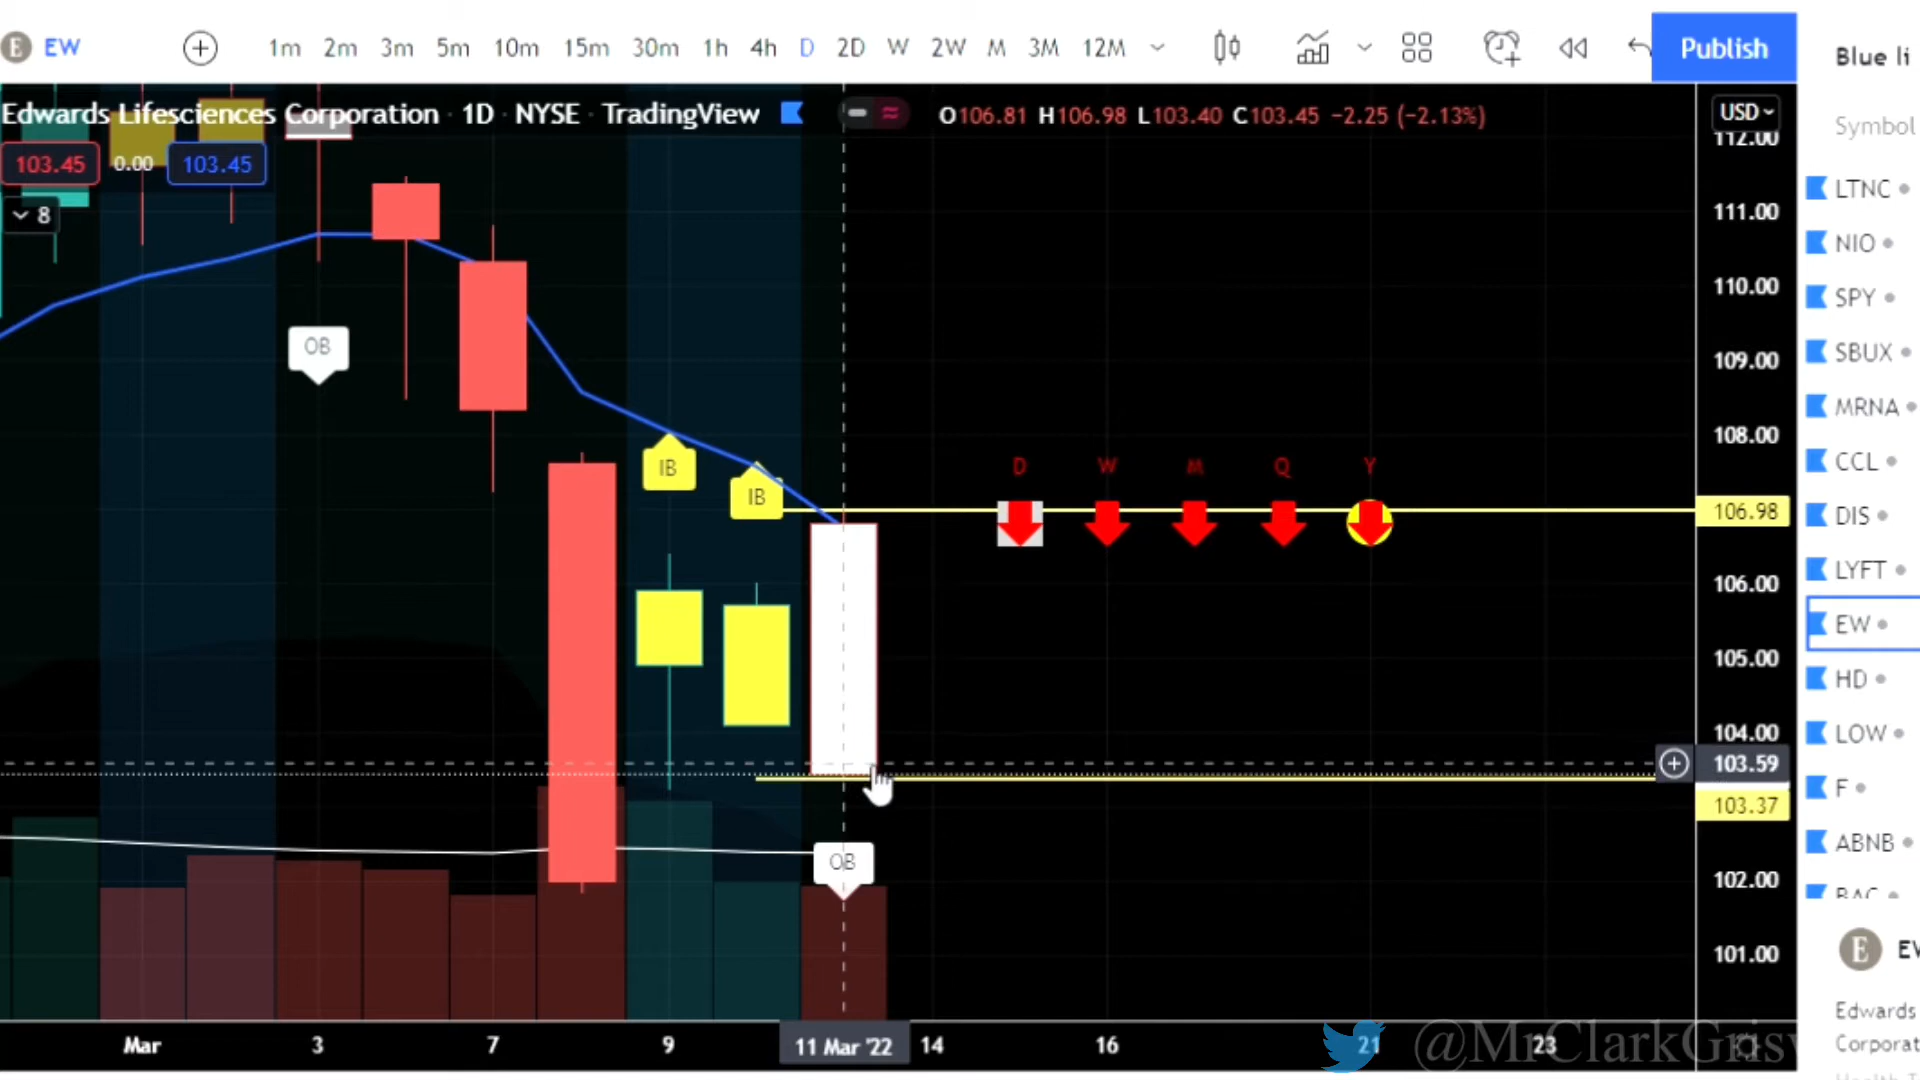 E EW 1m 2m 3m 5m 10m 15m 30m 1h 4h D 2D W 2W M 3M 12M Publish
Blue li
Edwards Lifesciences Corporation · 1D · NYSE · TradingView O106.81 H106.98 L103.40 C103.45 −2.25 (−2.13%)
USD
Symbol
103.45 0.00 103.45
8
112.00
111.00
110.00
109.00
108.00
106.98
106.00
105.00
104.00
103.59
103.37
102.00
101.00
OB
IB
IB
OB
D W M Q Y
LTNC
NIO
SPY
SBUX
MRNA
CCL
DIS
LYFT
EW
HD
LOW
F
ABNB
BAC
E EW
Edwards
Corporat
Mar 3 7 9 11 Mar '22 14 16 21 23
@MrClarkGrisw